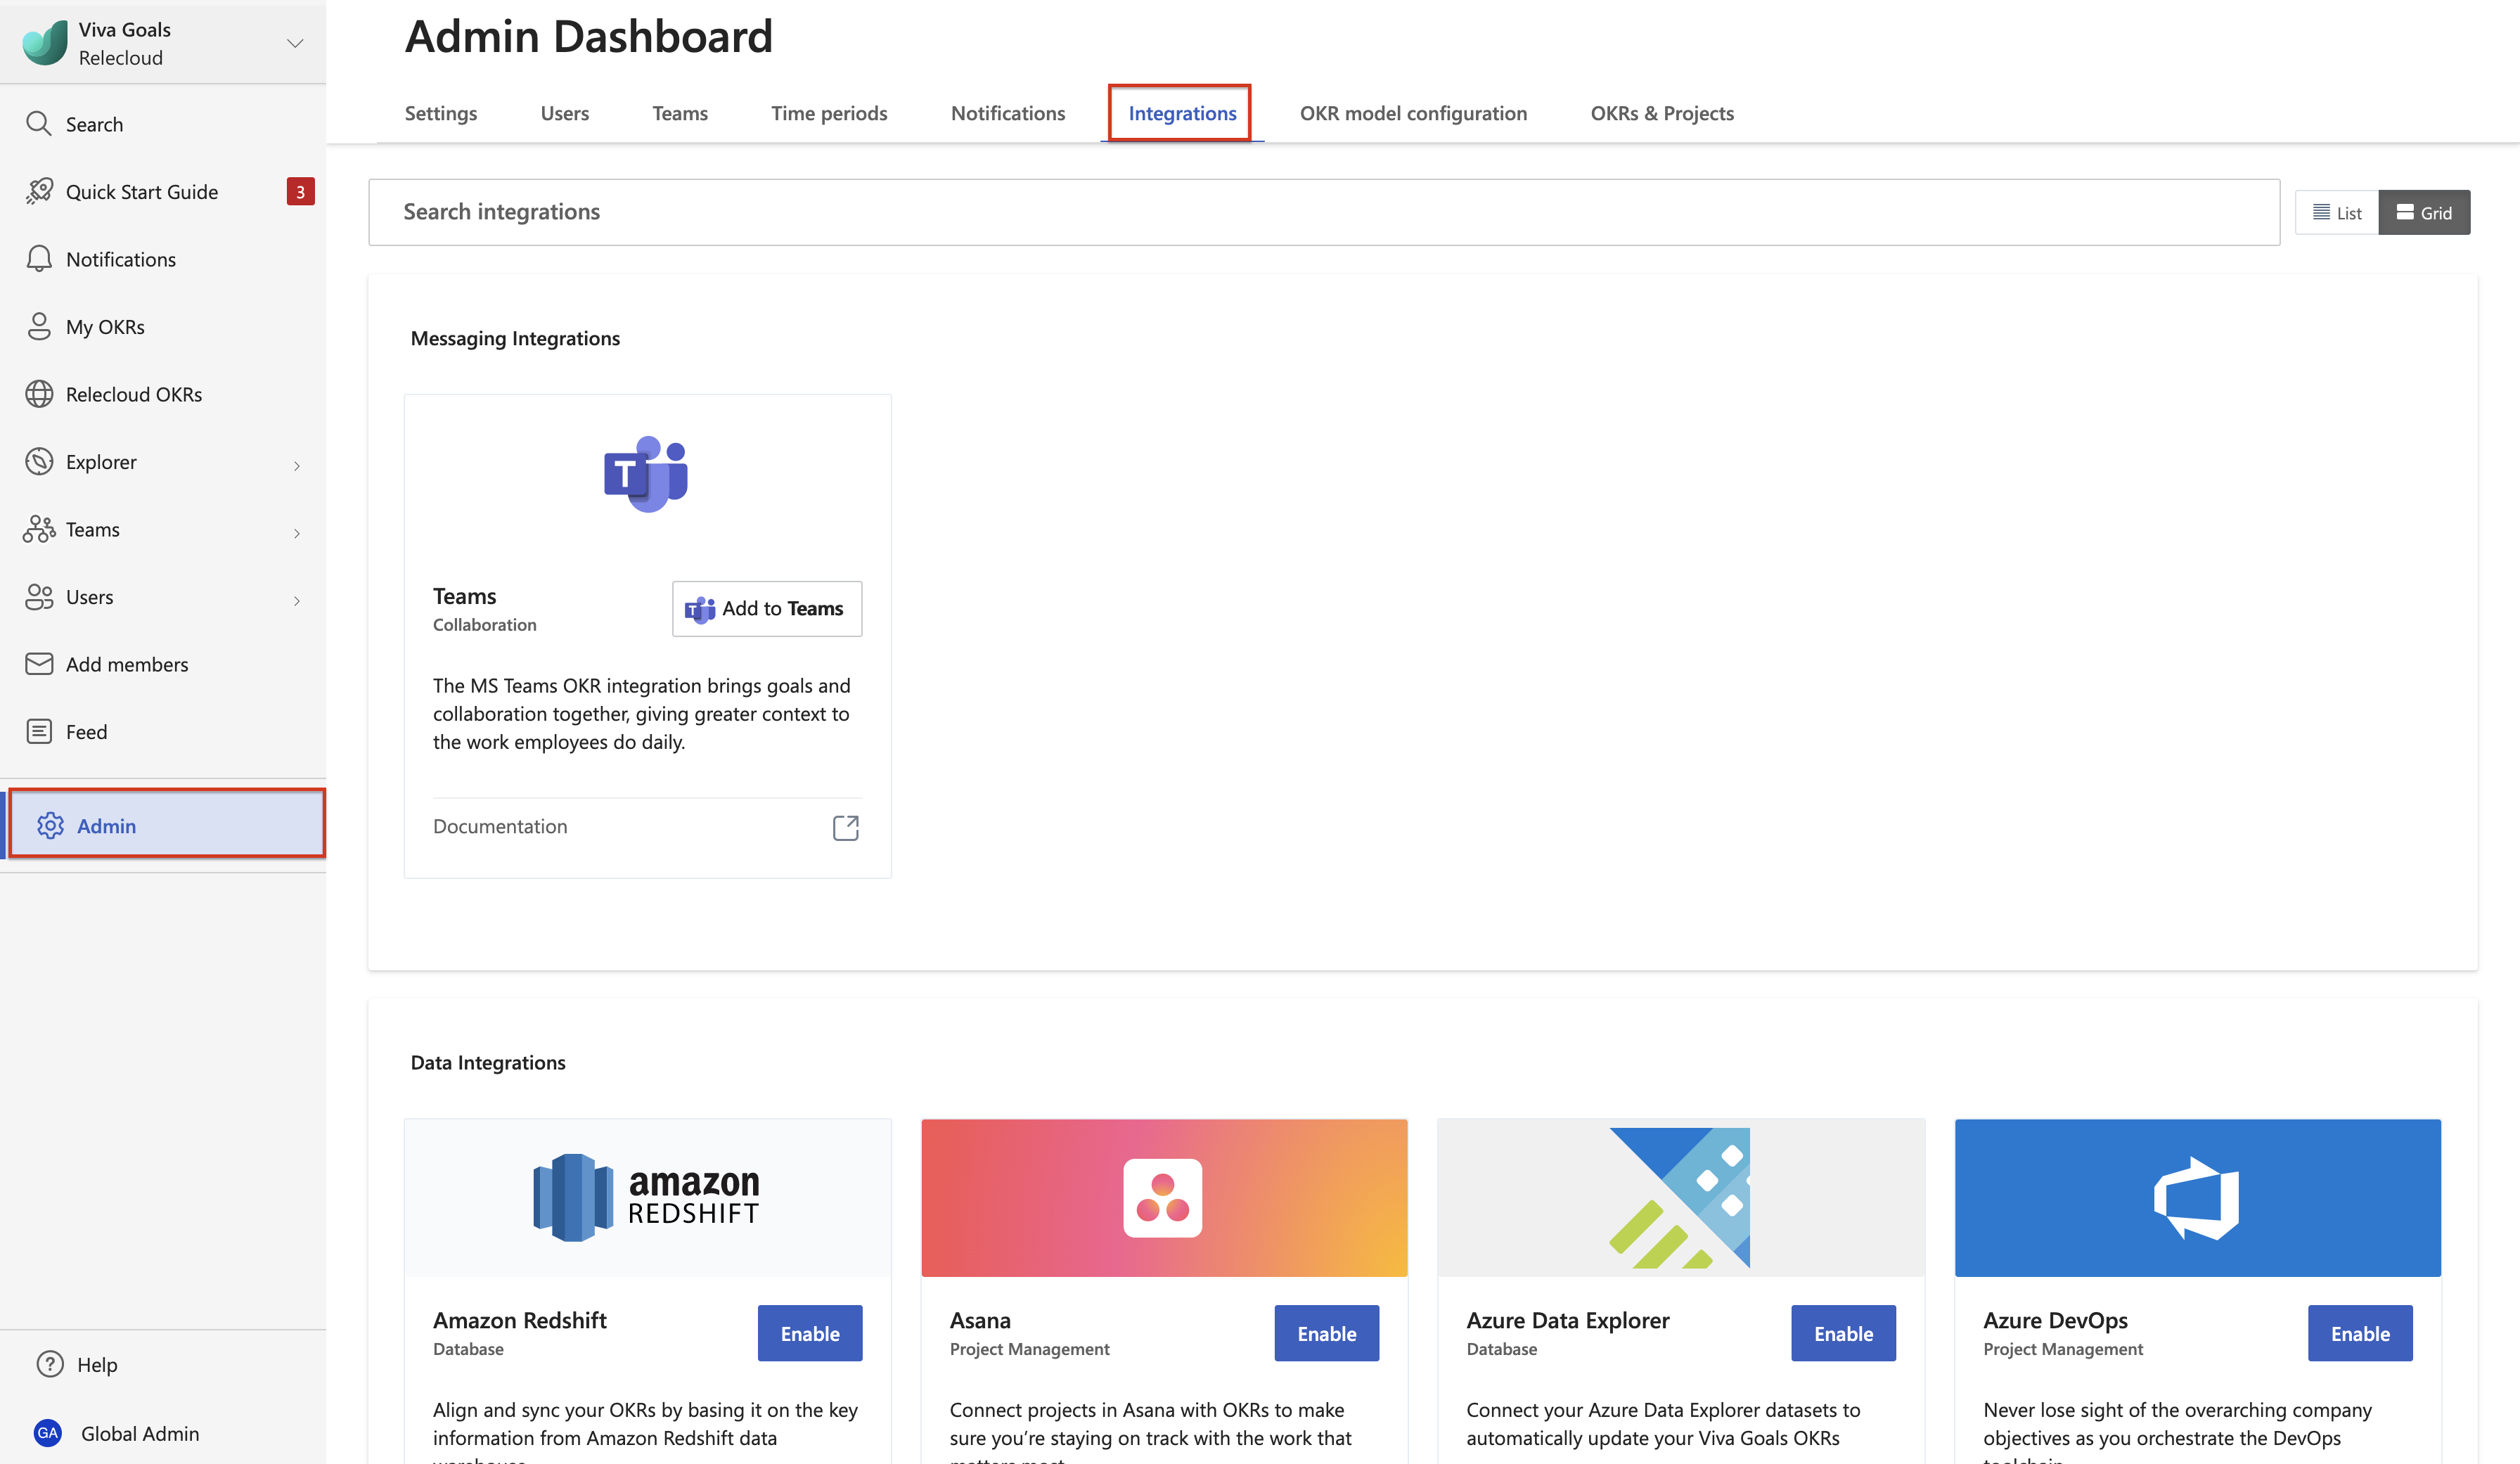 Viva Goals
Relecloud
Search
Quick Start Guide
3
Notifications
My OKRs
Relecloud OKRs
Explorer
Teams
Users
Add members
Feed
Admin
Help
GA
Global Admin
Admin Dashboard
Settings
Users
Teams
Time periods
Notifications
Integrations
OKR model configuration
OKRs & Projects
Search integrations
List
Grid
Messaging Integrations
T
Teams
Collaboration
T
Add to Teams
The MS Teams OKR integration brings goals and
collaboration together, giving greater context to
the work employees do daily.
Documentation
Data Integrations
amazon
REDSHIFT
Amazon Redshift
Database
Enable
Align and sync your OKRs by basing it on the key
information from Amazon Redshift data
Asana
Project Management
Enable
Connect projects in Asana with OKRs to make
sure you’re staying on track with the work that
Azure Data Explorer
Database
Enable
Connect your Azure Data Explorer datasets to
automatically update your Viva Goals OKRs
Azure DevOps
Project Management
Enable
Never lose sight of the overarching company
objectives as you orchestrate the DevOps